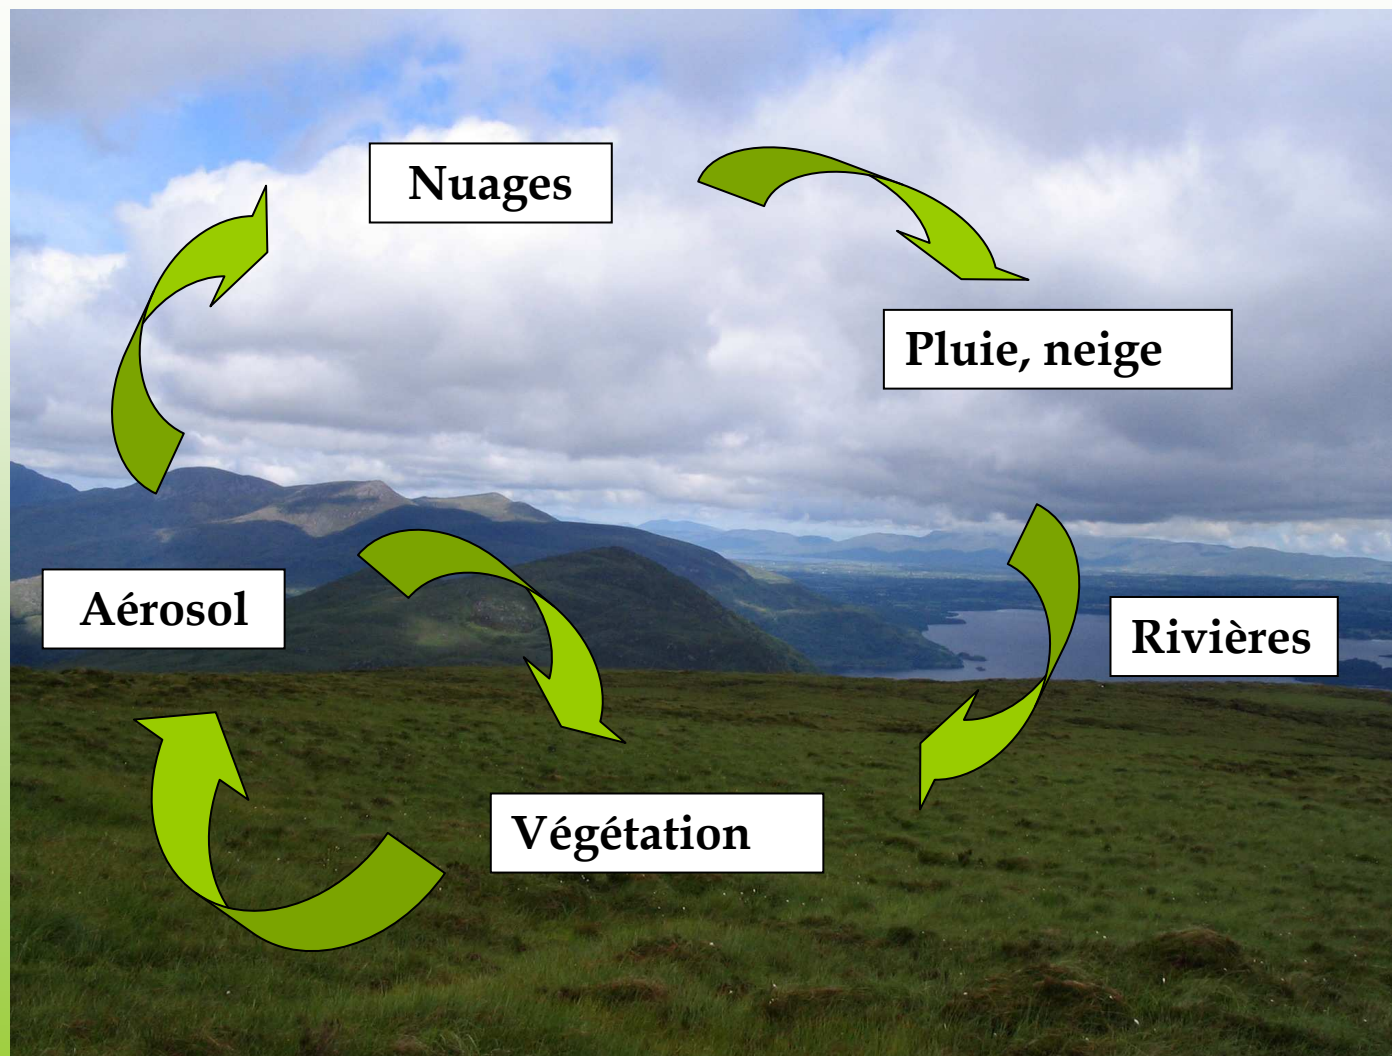 Nuages
Pluie, neige
Aérosol
Rivières
Végétation